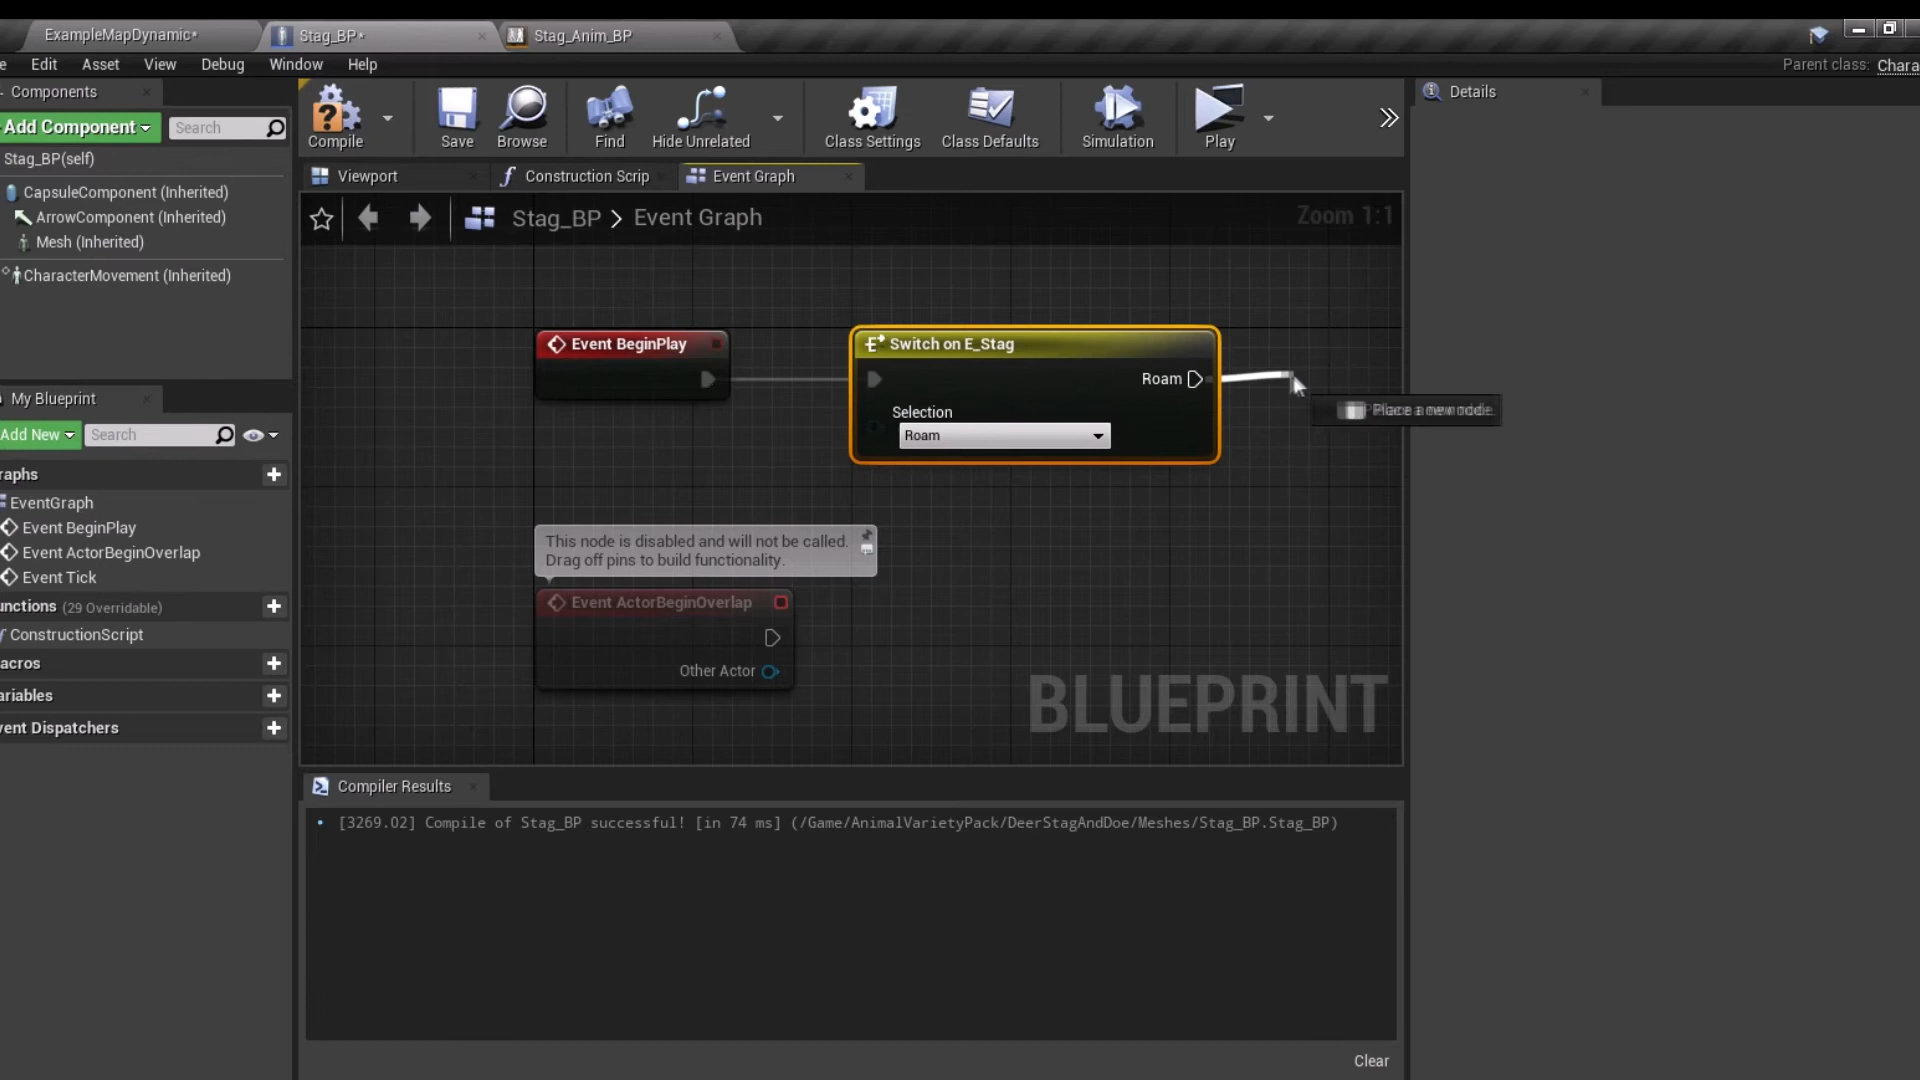 ExampleMapDynamic*
Stag_BP*
Stag_Anim_BP
e Edit Asset View Debug Window Help
Parent class: Chara
Components
Add Component
Search
Stag_BP(self)
CapsuleComponent (Inherited)
ArrowComponent (Inherited)
Mesh (Inherited)
CharacterMovement (Inherited)
My Blueprint
Add New
Search
raphs
EventGraph
Event BeginPlay
Event ActorBeginOverlap
Event Tick
unctions (29 Overridable)
ConstructionScript
acros
ariables
vent Dispatchers
Compile
Save
Browse
Find
Hide Unrelated
Class Settings
Class Defaults
Simulation
Play
Viewport
Construction Scrip
Event Graph
Stag_BP > Event Graph
Zoom 1:1
Event BeginPlay
Switch on E_Stag
Roam
Selection
Roam
Place a new node.
This node is disabled and will not be called.
Drag off pins to build functionality.
Event ActorBeginOverlap
Other Actor
BLUEPRINT
Compiler Results
[3269.02] Compile of Stag_BP successful! [in 74 ms] (/Game/AnimalVarietyPack/DeerStagAndDoe/Meshes/Stag_BP.Stag_BP)
Clear
Details